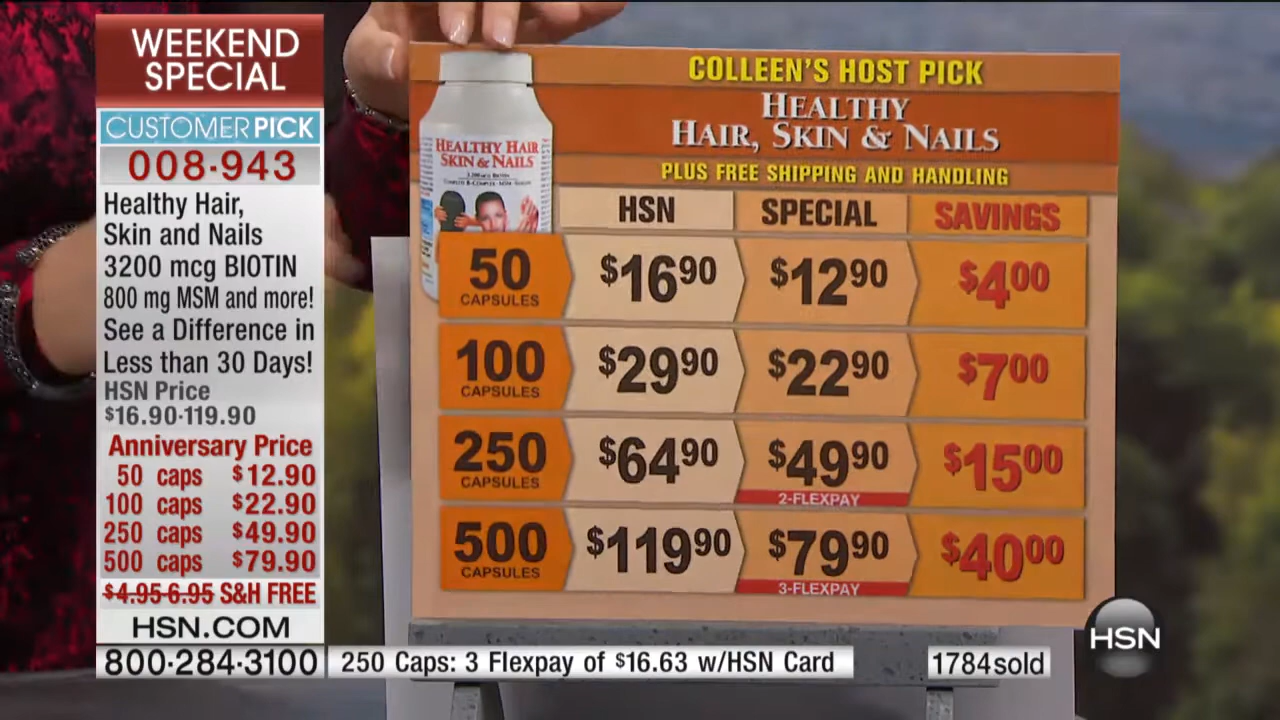 WEEKEND
SPECIAL
CUSTOMER PICK
008-943
Healthy Hair,
Skin and Nails
3200 mcg BIOTIN
800 mg MSM and more!
See a Difference in
Less than 30 Days!
HSN Price
$16.90-119.90
Anniversary Price
50 caps $12.90
100 caps $22.90
250 caps $49.90
500 caps $79.90
$4.95-6.95 S&H FREE
HSN.COM
800-284-3100
250 Caps: 3 Flexpay of $16.63 w/HSN Card
1784sold
HSN
COLLEEN'S HOST PICK
HEALTHY
HAIR, SKIN & NAILS
PLUS FREE SHIPPING AND HANDLING
HEALTHY HAIR
SKIN & NAILS
HSN SPECIAL SAVINGS
50 CAPSULES $16.90 $12.90 $4.00
100 CAPSULES $29.90 $22.90 $7.00
250 CAPSULES $64.90 $49.90 $15.00
2-FLEXPAY
500 CAPSULES $119.90 $79.90 $40.00
3-FLEXPAY